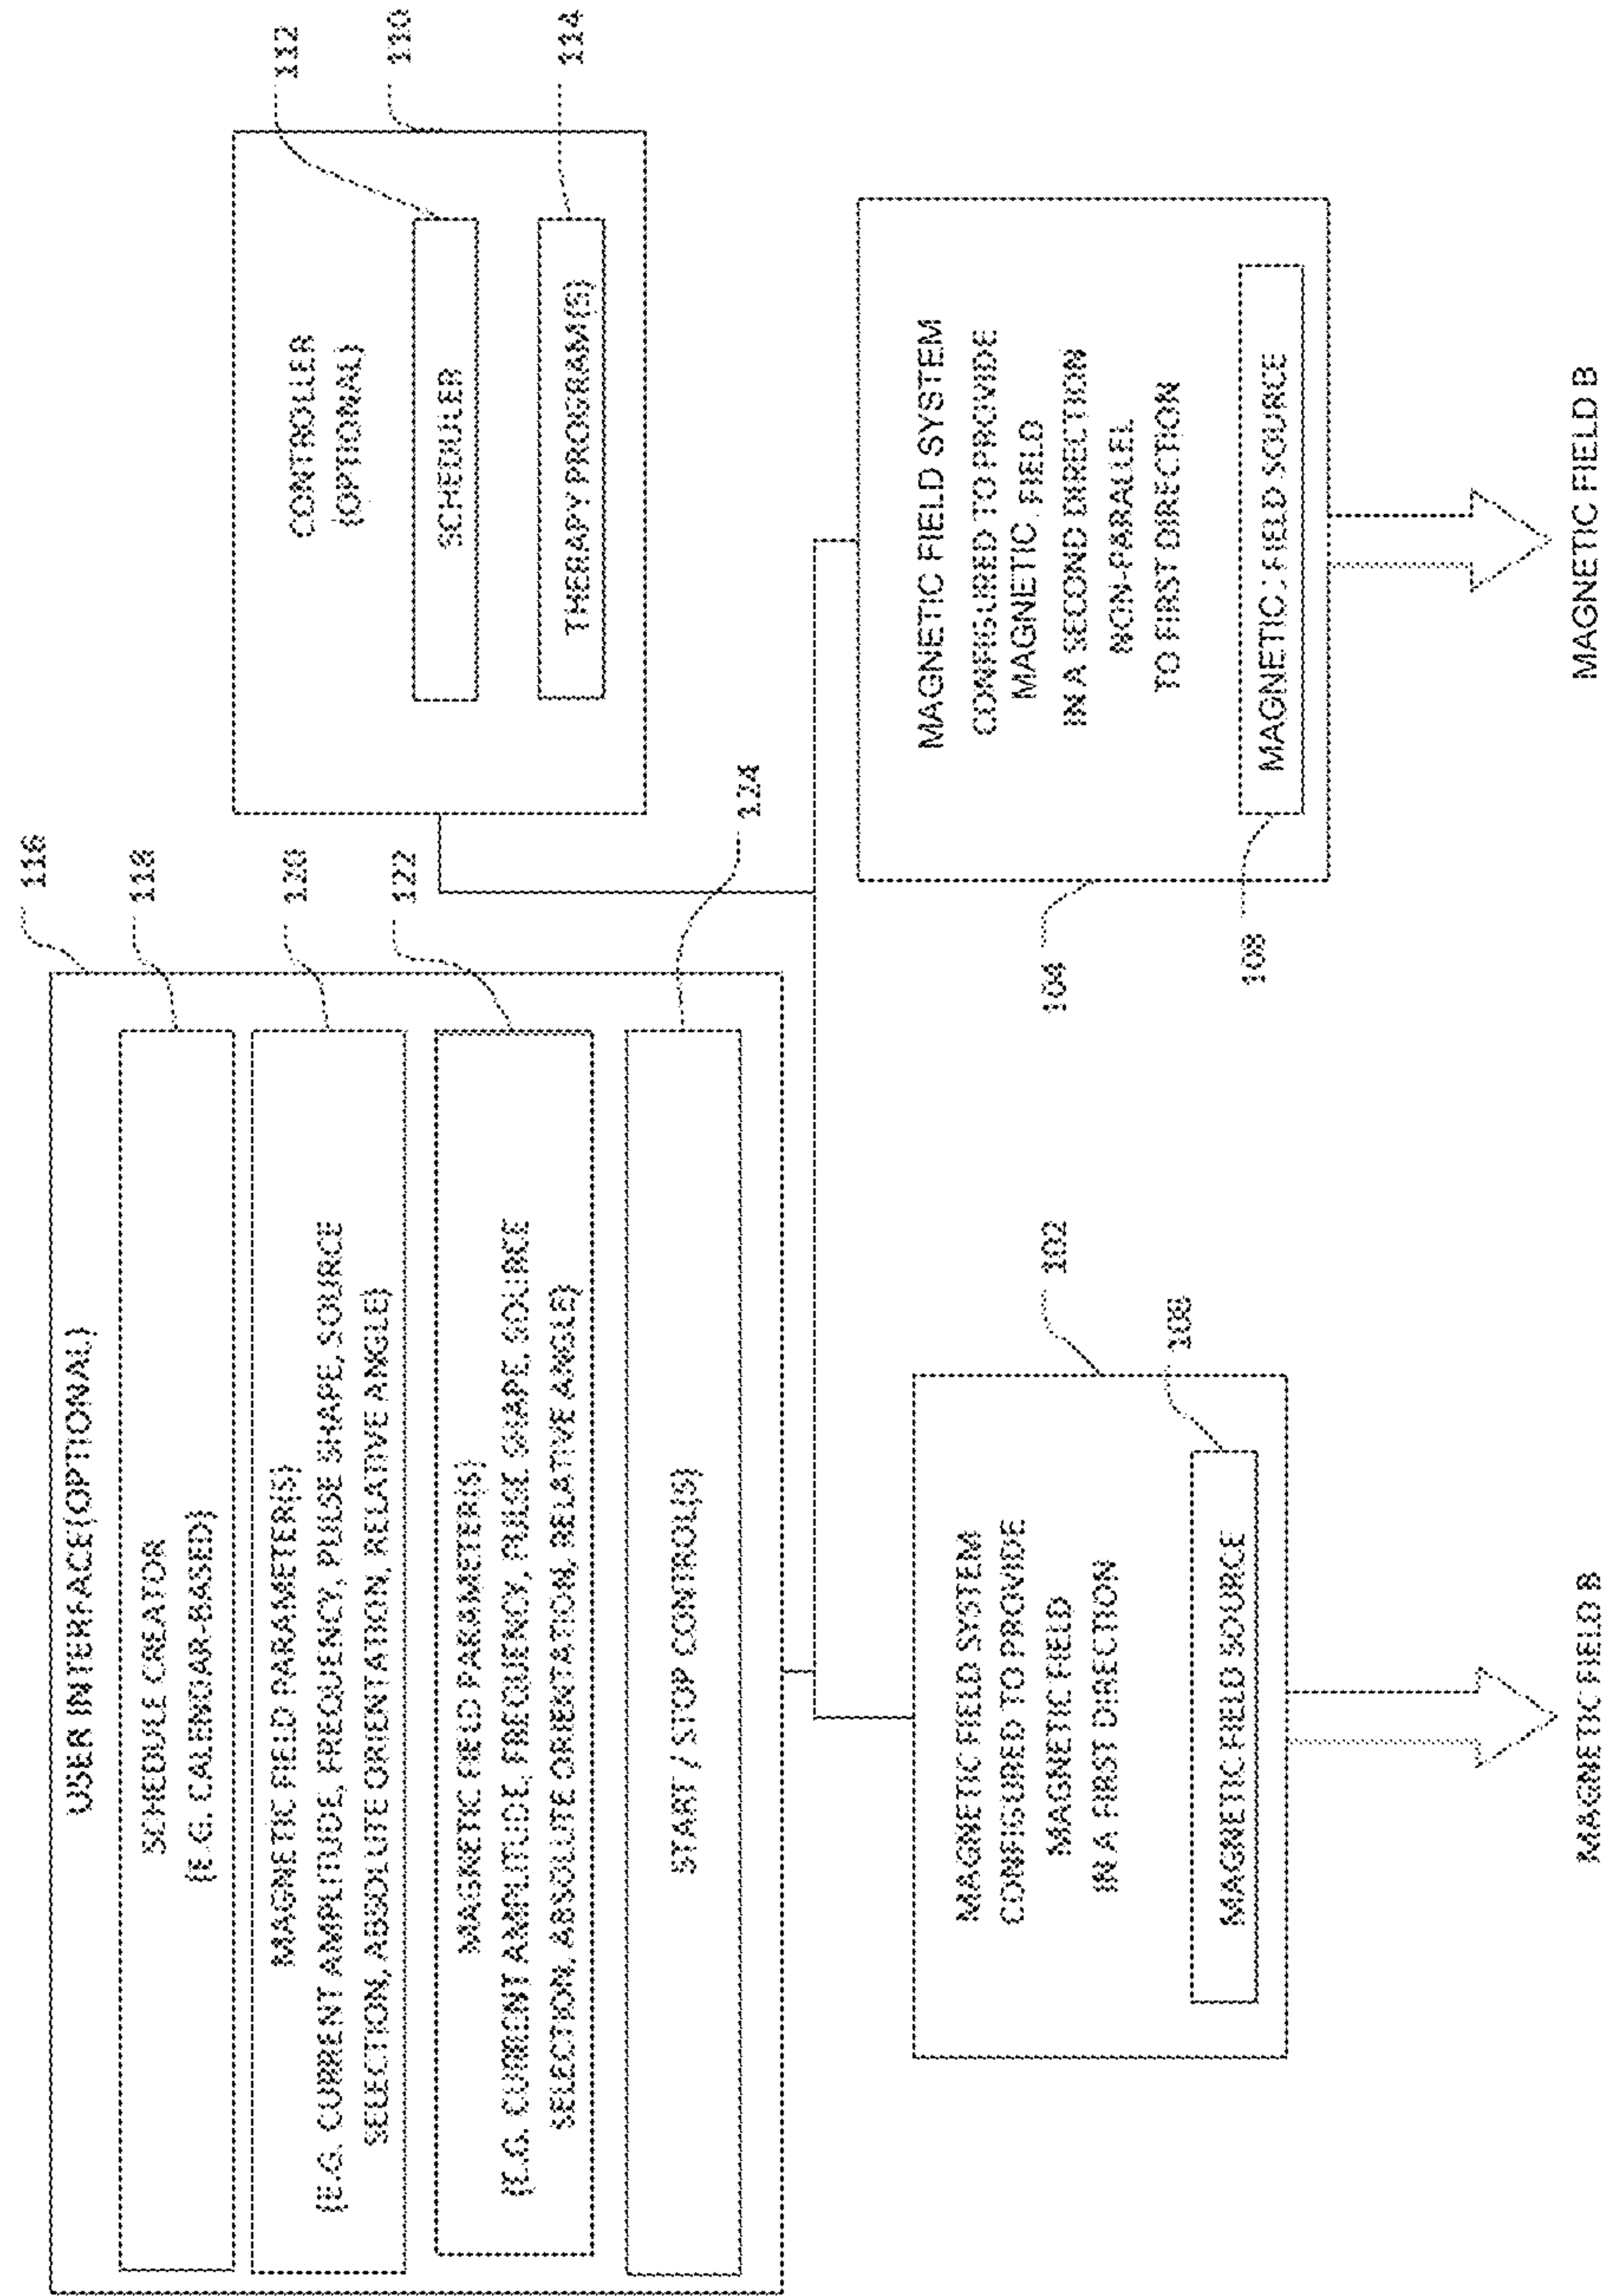 USER INTERFACE (OPTIONAL)
116
SCHEDULE CREATOR
(E.G. CALENDAR-BASED)
118
MAGNETIC FIELD PARAMETER(S)
(E.G. CURRENT AMPLITUDE, FREQUENCY, PULSE SHAPE, SOURCE
SELECTION, ABSOLUTE ORIENTATION, RELATIVE ANGLE)
120
MAGNETIC FIELD PARAMETER(S)
(E.G. CURRENT AMPLITUDE, FREQUENCY, PULSE SHAPE, SOURCE
SELECTION, ABSOLUTE ORIENTATION, RELATIVE ANGLE)
122
START / STOP CONTROL(S)
124
CONTROLLER
(OPTIONAL)
110
SCHEDULER
112
THERAPY PROGRAM(S)
114
MAGNETIC FIELD SYSTEM
CONFIGURED TO PROVIDE
MAGNETIC FIELD
IN A FIRST DIRECTION
102
MAGNETIC FIELD SOURCE
MAGNETIC FIELD B
MAGNETIC FIELD SYSTEM
CONFIGURED TO PROVIDE
MAGNETIC FIELD
IN A SECOND DIRECTION
NON-PARALLEL
TO FIRST DIRECTION
104
MAGNETIC FIELD SOURCE
108
MAGNETIC FIELD B